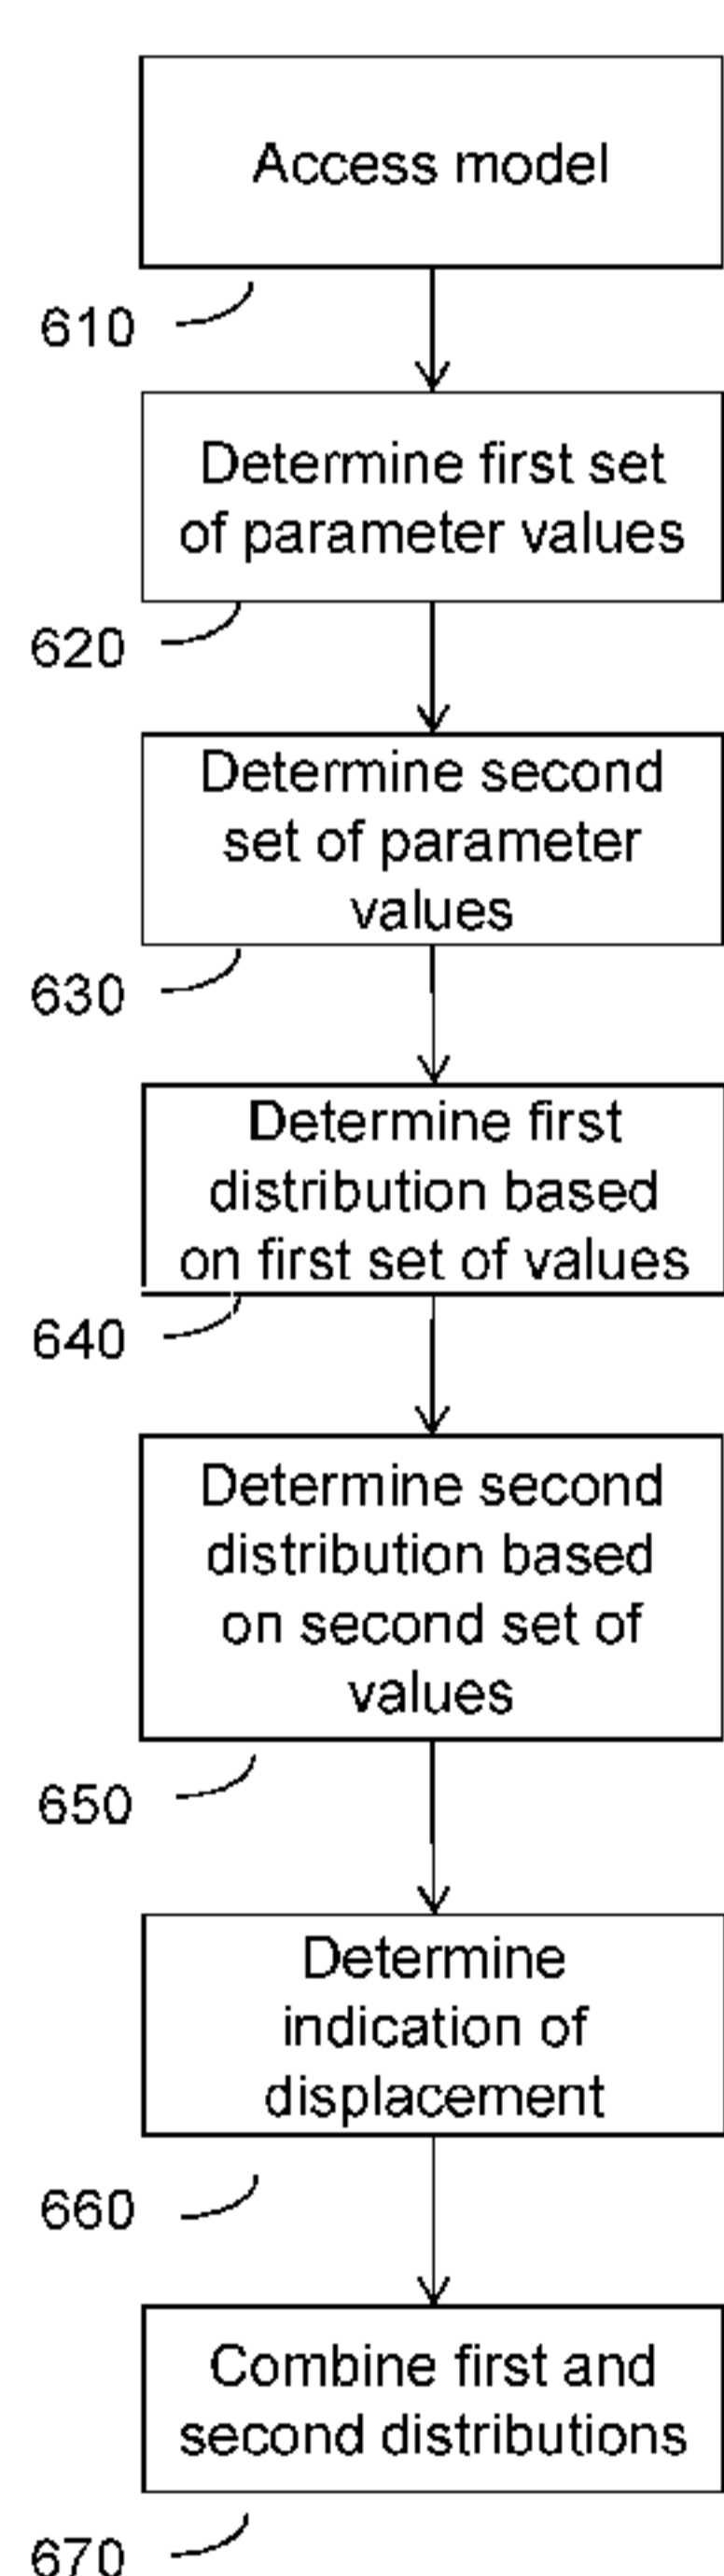 Access model
610
Determine first set
of parameter values
620
Determine second
set of parameter
values
630
Determine first
distribution based
on first set of values
640
Determine second
distribution based
on second set of
values
650
Determine
indication of
displacement
660
Combine first and
second distributions
670